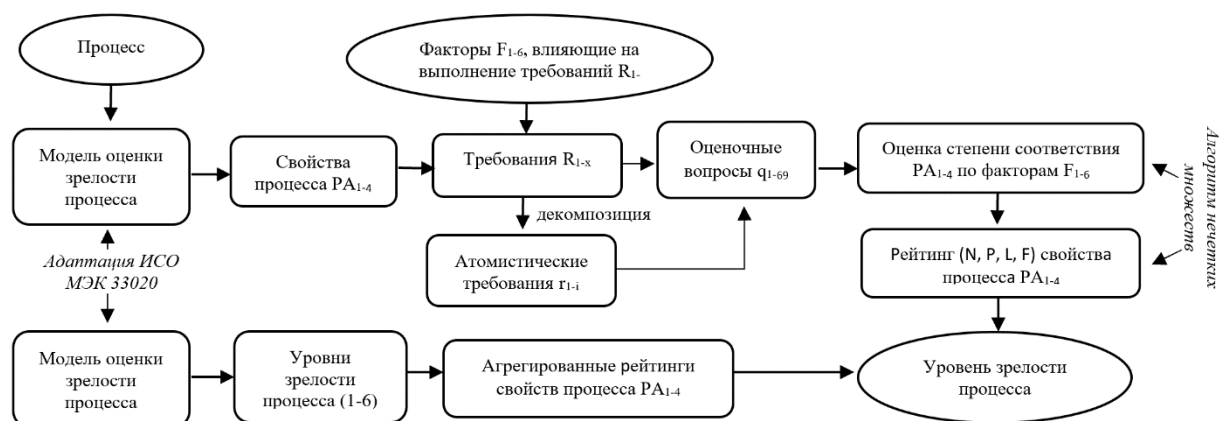 Процесс
Факторы F₁₋₆, влияющие на
выполнение требований R₁₋
Модель оценки
зрелости
процесса
Свойства
процесса PA₁₋₄
Требования R₁₋ₓ
Оценочные
вопросы q₁₋₆₉
Оценка степени соответствия
PA₁₋₄ по факторам F₁₋₆
Алгоритм нечетких
множеств
декомпозиция
Адаптация ИСО
МЭК 33020
Атомистические
требования r₁₋ᵢ
Рейтинг (N, P, L, F) свойства
процесса PA₁₋₄
Модель оценки
зрелости
процесса
Уровни
зрелости
процесса (1-6)
Агрегированные рейтинги
свойств процесса PA₁₋₄
Уровень зрелости
процесса